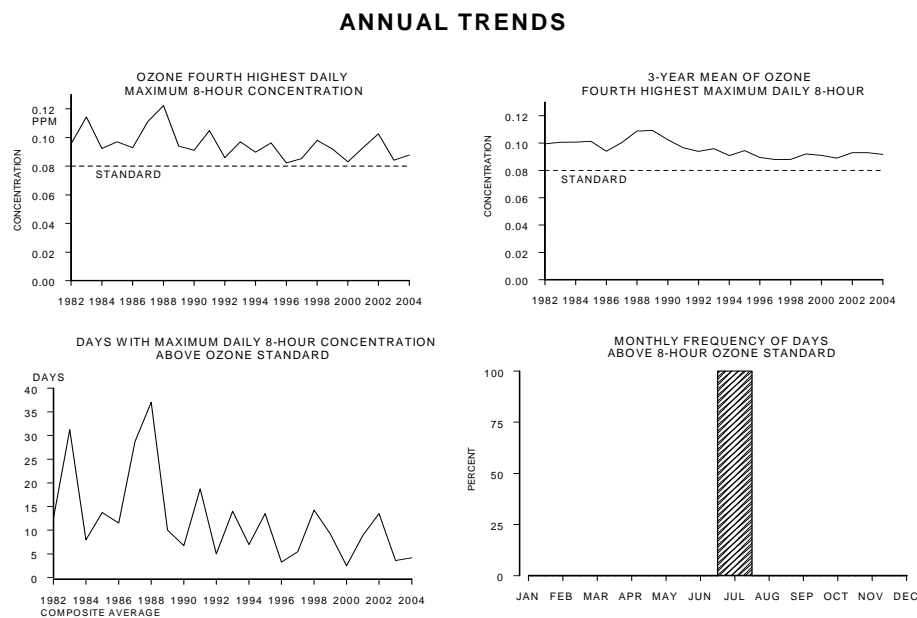 ANNUAL TRENDS
OZONE FOURTH HIGHEST DAILY
MAXIMUM 8-HOUR CONCENTRATION
0.12
PPM
0.10
0.08
0.06
0.04
0.02
0.00
CONCENTRATION
STANDARD
1982 1984 1986 1988 1990 1992 1994 1996 1998 2000 2002 2004
3-YEAR MEAN OF OZONE
FOURTH HIGHEST MAXIMUM DAILY 8-HOUR
0.12
0.10
0.08
0.06
0.04
0.02
0.00
CONCENTRATION
STANDARD
1982 1984 1986 1988 1990 1992 1994 1996 1998 2000 2002 2004
DAYS WITH MAXIMUM DAILY 8-HOUR CONCENTRATION
ABOVE OZONE STANDARD
DAYS
40
35
30
25
20
15
10
5
0
1982 1984 1986 1988 1990 1992 1994 1996 1998 2000 2002 2004
COMPOSITE AVERAGE
MONTHLY FREQUENCY OF DAYS
ABOVE 8-HOUR OZONE STANDARD
100
75
50
25
0
PERCENT
JAN FEB MAR APR MAY JUN JUL AUG SEP OCT NOV DEC